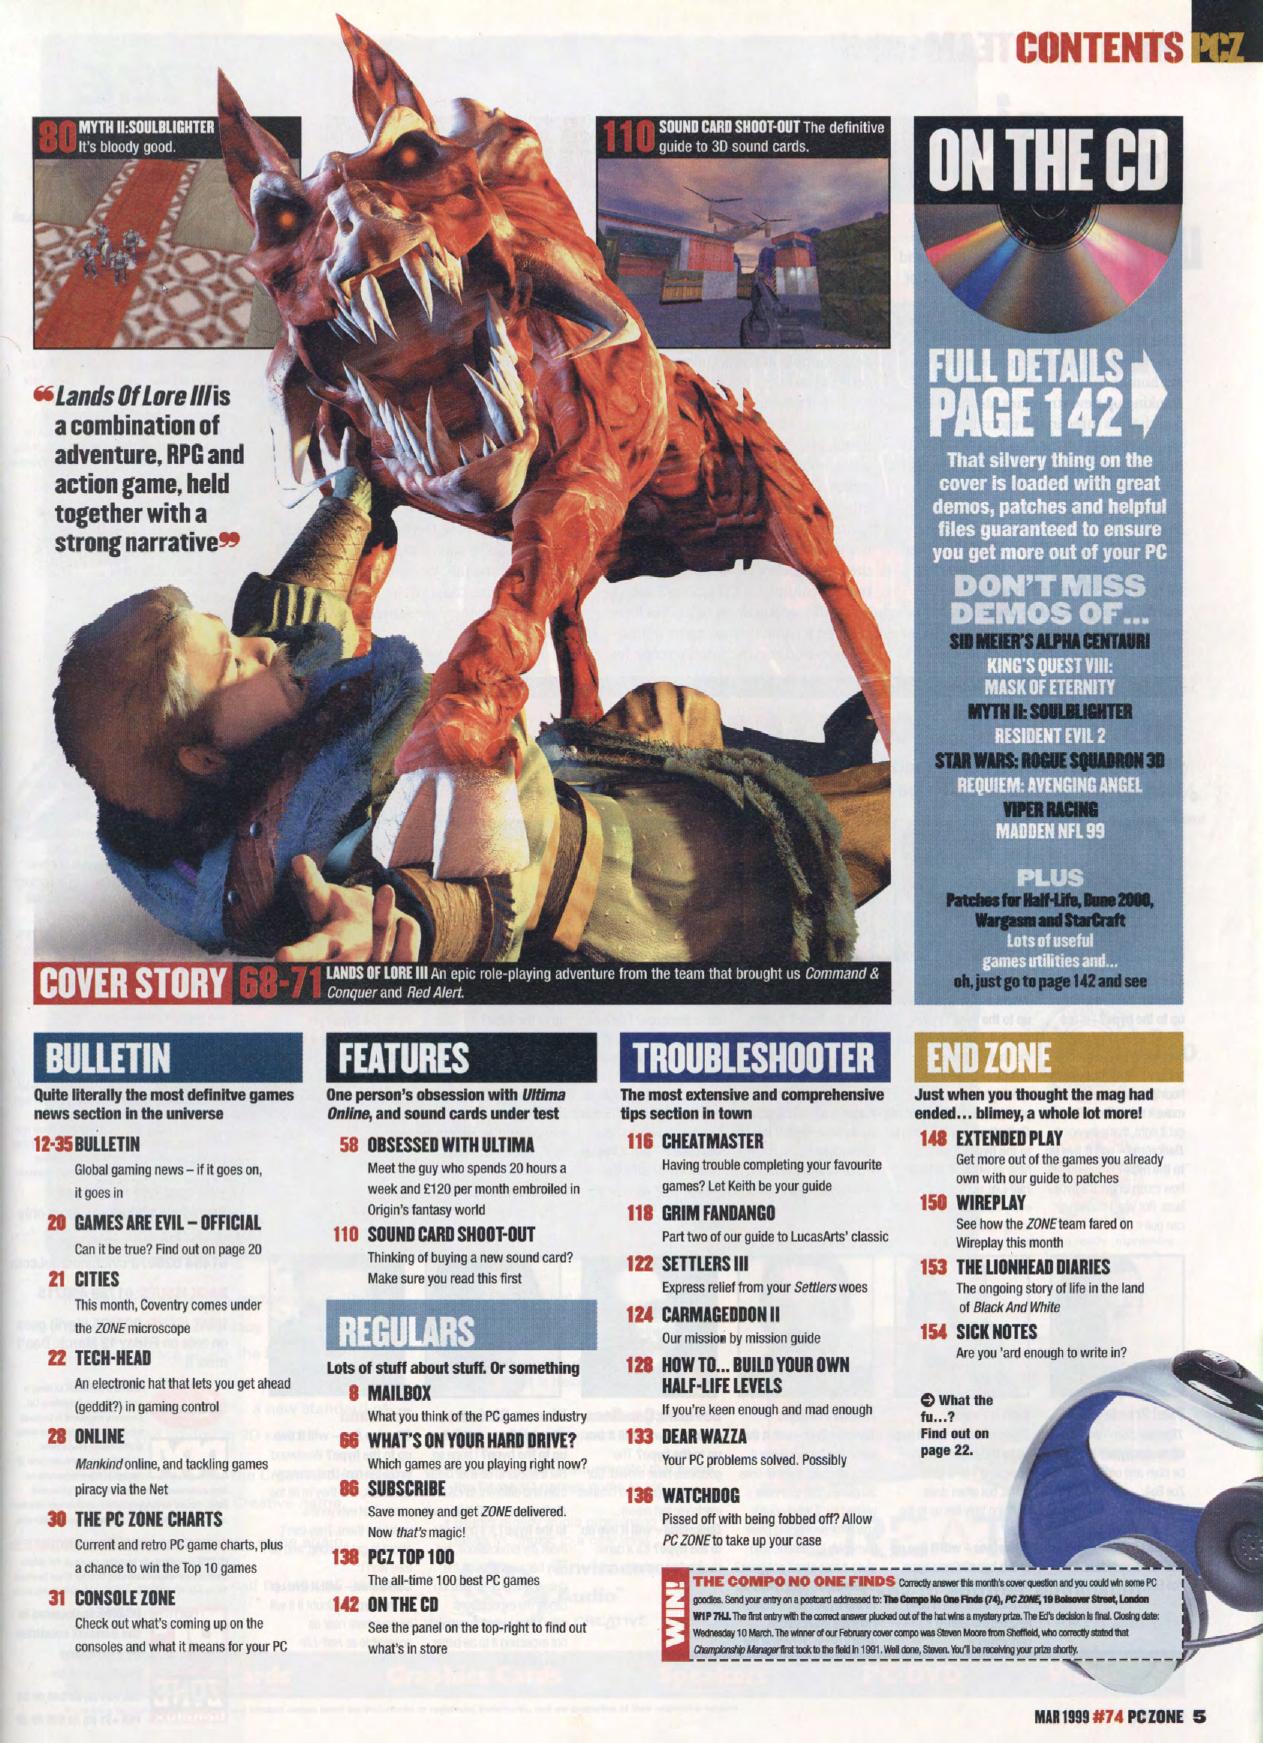 CONTENTS PCZ
80 MYTH II:SOULBLIGHTER
It's bloody good.
110 SOUND CARD SHOOT-OUT The definitive
guide to 3D sound cards.
“Lands Of Lore III is
a combination of
adventure, RPG and
action game, held
together with a
strong narrative”
COVER STORY 68-71 LANDS OF LORE III An epic role-playing adventure from the team that brought us Command &
Conquer and Red Alert.
ON THE CD
FULL DETAILS
PAGE 142
That silvery thing on the
cover is loaded with great
demos, patches and helpful
files guaranteed to ensure
you get more out of your PC
DON'T MISS
DEMOS OF...
SID MEIER'S ALPHA CENTAURI
KING'S QUEST VIII:
MASK OF ETERNITY
MYTH II: SOULBLIGHTER
RESIDENT EVIL 2
STAR WARS: ROGUE SQUADRON 3D
REQUIEM: AVENGING ANGEL
VIPER RACING
MADDEN NFL 99
PLUS
Patches for Half-Life, Dune 2000,
Wargasm and StarCraft
Lots of useful
games utilities and...
oh, just go to page 142 and see
BULLETIN
Quite literally the most definitve games
news section in the universe
12-35 BULLETIN
Global gaming news – if it goes on,
it goes in
20 GAMES ARE EVIL – OFFICIAL
Can it be true? Find out on page 20
21 CITIES
This month, Coventry comes under
the ZONE microscope
22 TECH-HEAD
An electronic hat that lets you get ahead
(geddit?) in gaming control
28 ONLINE
Mankind online, and tackling games
piracy via the Net
30 THE PC ZONE CHARTS
Current and retro PC game charts, plus
a chance to win the Top 10 games
31 CONSOLE ZONE
Check out what's coming up on the
consoles and what it means for your PC
FEATURES
One person's obsession with Ultima
Online, and sound cards under test
58 OBSESSED WITH ULTIMA
Meet the guy who spends 20 hours a
week and £120 per month embroiled in
Origin's fantasy world
110 SOUND CARD SHOOT-OUT
Thinking of buying a new sound card?
Make sure you read this first
REGULARS
Lots of stuff about stuff. Or something
8 MAILBOX
What you think of the PC games industry
66 WHAT'S ON YOUR HARD DRIVE?
Which games are you playing right now?
86 SUBSCRIBE
Save money and get ZONE delivered.
Now that's magic!
138 PCZ TOP 100
The all-time 100 best PC games
142 ON THE CD
See the panel on the top-right to find out
what's in store
TROUBLESHOOTER
The most extensive and comprehensive
tips section in town
116 CHEATMASTER
Having trouble completing your favourite
games? Let Keith be your guide
118 GRIM FANDANGO
Part two of our guide to LucasArts' classic
122 SETTLERS III
Express relief from your Settlers woes
124 CARMAGEDDON II
Our mission by mission guide
128 HOW TO... BUILD YOUR OWN
HALF-LIFE LEVELS
If you're keen enough and mad enough
133 DEAR WAZZA
Your PC problems solved. Possibly
136 WATCHDOG
Pissed off with being fobbed off? Allow
PC ZONE to take up your case
END ZONE
Just when you thought the mag had
ended... blimey, a whole lot more!
148 EXTENDED PLAY
Get more out of the games you already
own with our guide to patches
150 WIREPLAY
See how the ZONE team fared on
Wireplay this month
153 THE LIONHEAD DIARIES
The ongoing story of life in the land
of Black And White
154 SICK NOTES
Are you 'ard enough to write in?
What the
fu...?
Find out on
page 22.
WIN!
THE COMPO NO ONE FINDS Correctly answer this month's cover question and you could win some PC
goodies. Send your entry on a postcard addressed to: The Compo No One Finds (74), PC ZONE, 19 Bolsover Street, London
W1P 7HJ. The first entry with the correct answer plucked out of the hat wins a mystery prize. The Ed's decision is final. Closing date:
Wednesday 10 March. The winner of our February cover compo was Steven Moore from Sheffield, who correctly stated that
Championship Manager first took to the field in 1991. Well done, Steven. You'll be receiving your prize shortly.
MAR 1999 #74 PC ZONE 5